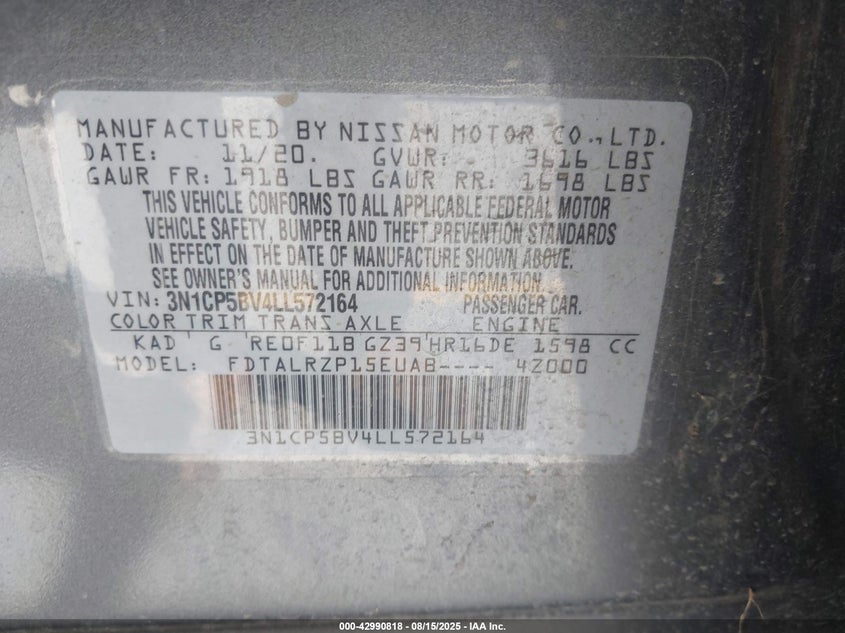 MANUFACTURED BY NISSAN MOTOR CO.,LTD.
DATE: 11/20. GVWR: 3616 LBS
GAWR FR: 1918 LBS GAWR RR: 1698 LBS
THIS VEHICLE CONFORMS TO ALL APPLICABLE FEDERAL MOTOR
VEHICLE SAFETY, BUMPER AND THEFT PREVENTION STANDARDS
IN EFFECT ON THE DATE OF MANUFACTURE SHOWN ABOVE.
SEE OWNER'S MANUAL FOR ADDITIONAL INFORMATION.
VIN: 3N1CP5BV4LL572164 PASSENGER CAR.
COLOR TRIM TRANS AXLE ENGINE
KAD G RE0F11B GZ39 HR16DE 1598 CC
MODEL: FDTALRZP15EUAB---- 4Z000
3N1CP5BV4LL572164
000-42990818 - 08/15/2025 - IAA Inc.